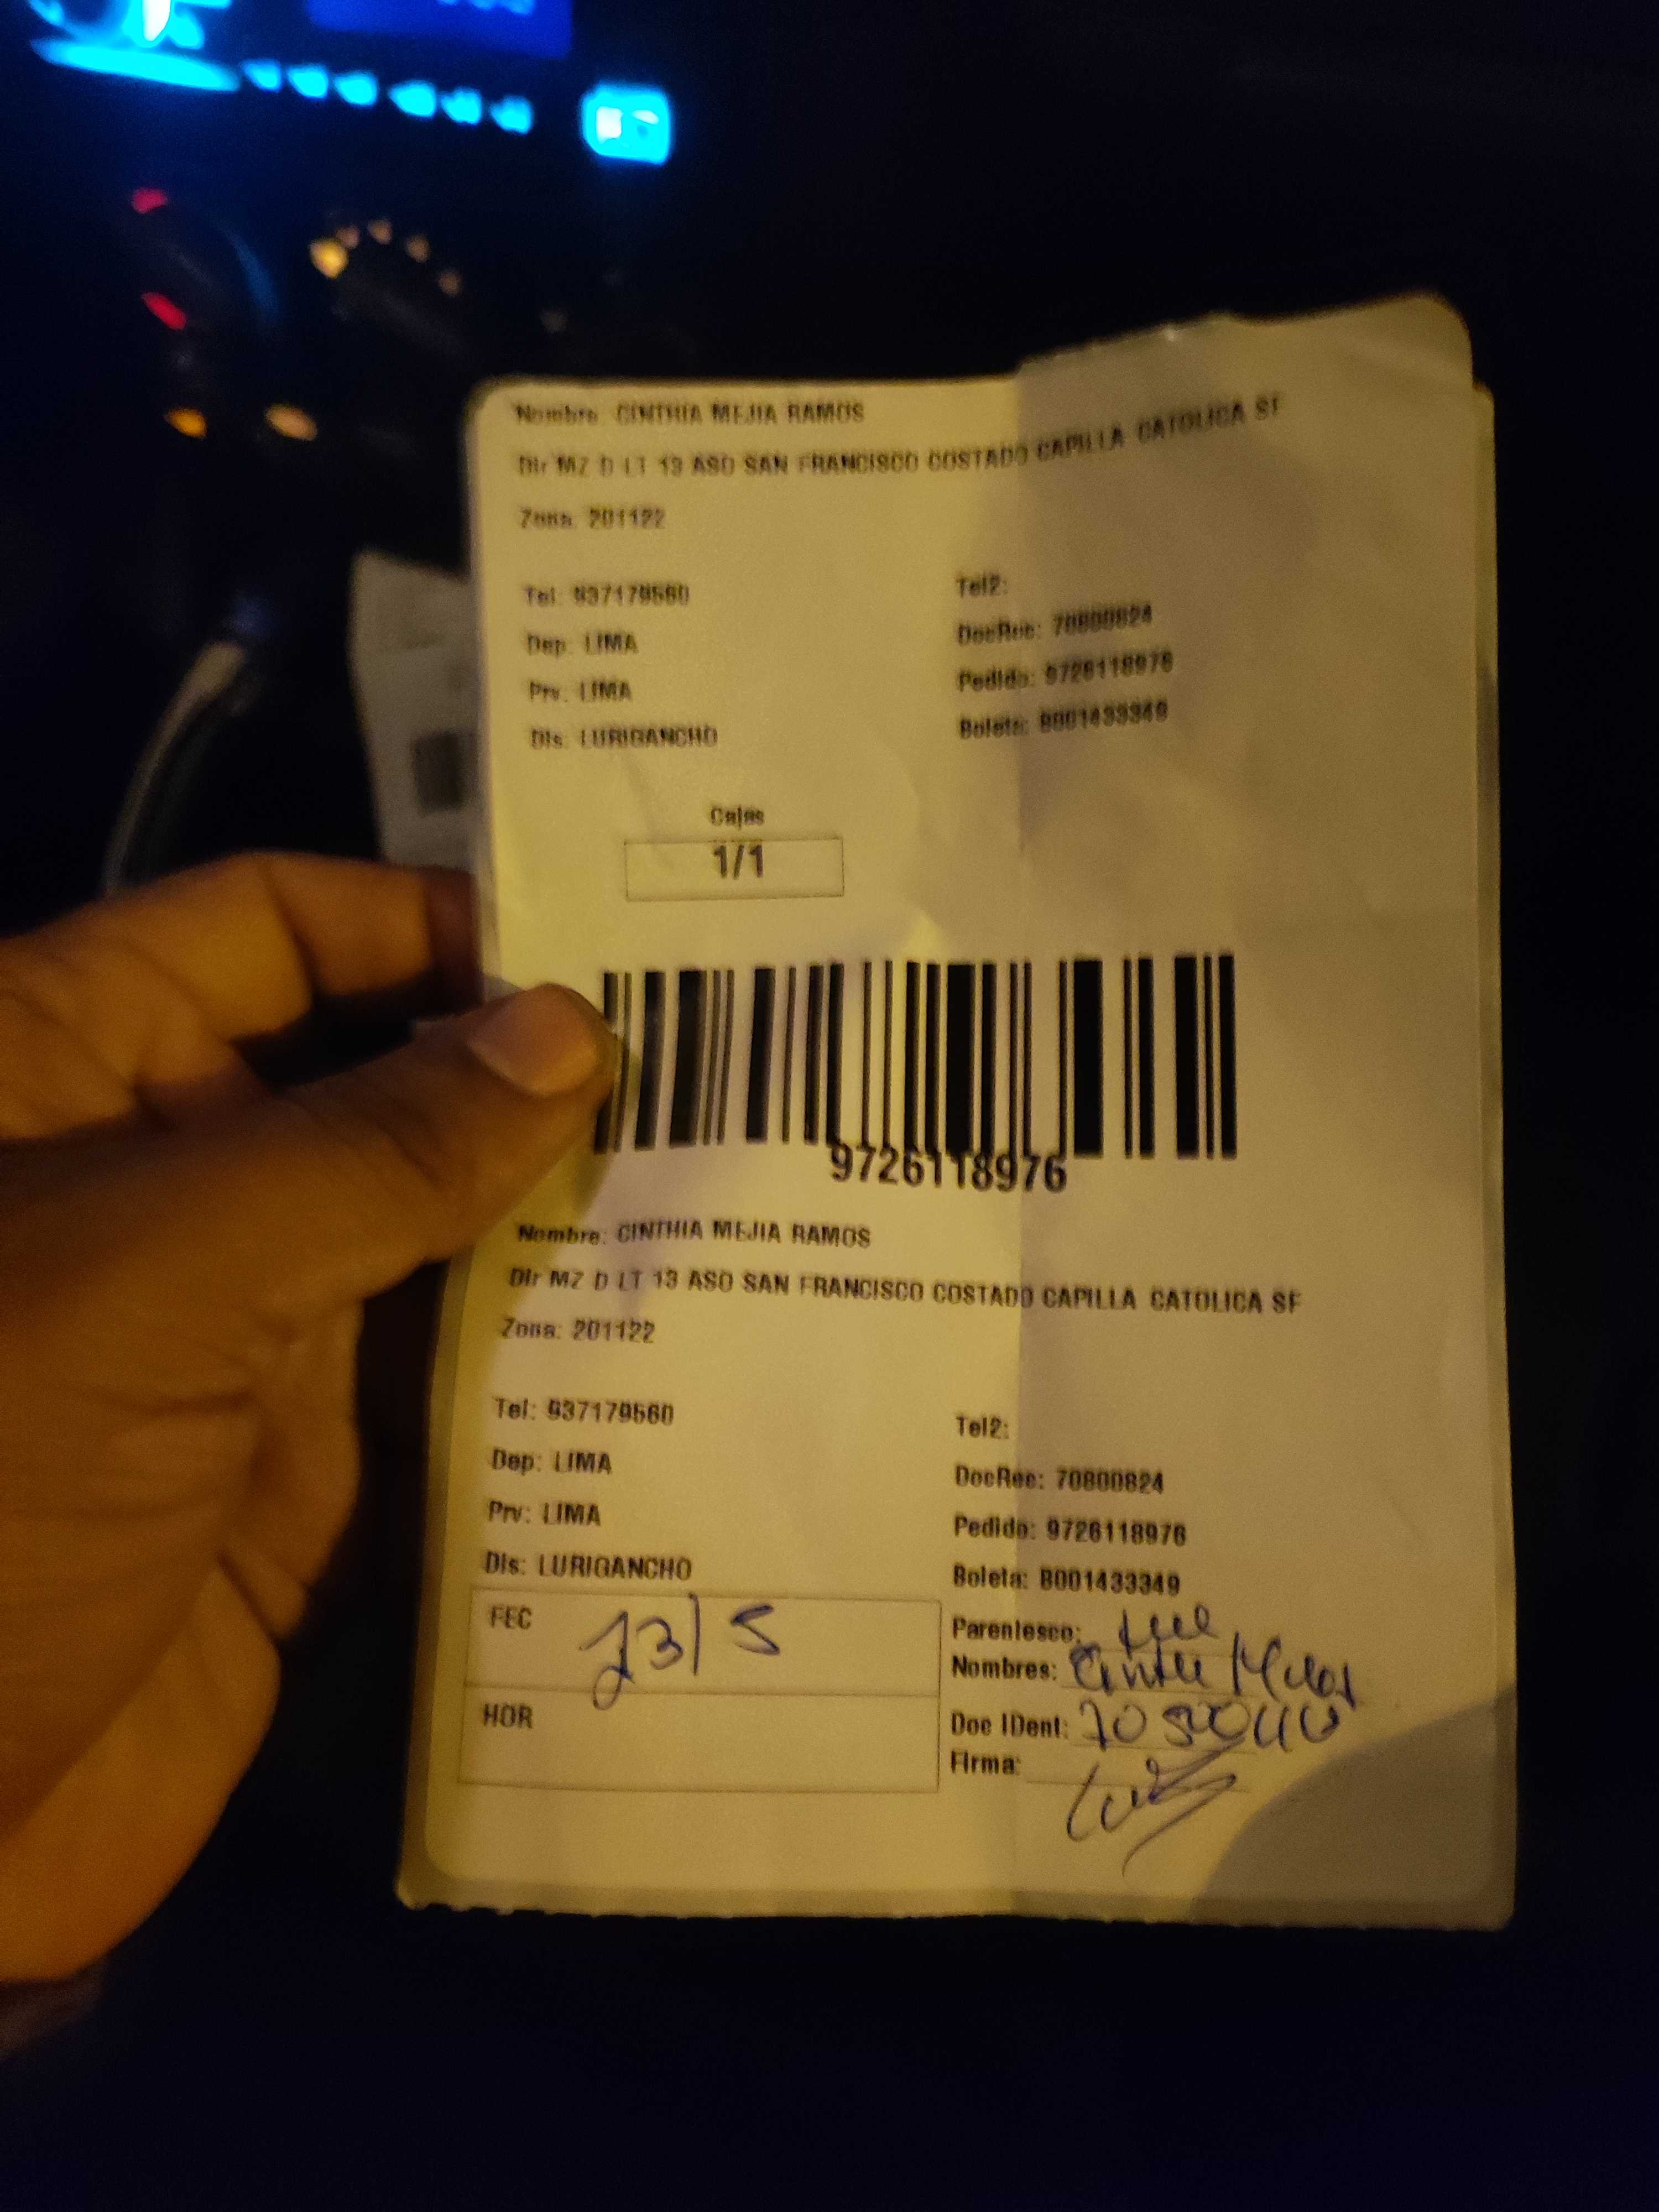 Nombre: CINTHIA MEJIA RAMOS
Dir MZ D LT 13 ASO SAN FRANCISCO COSTADO CAPILLA CATOLICA SF
Zona: 201122
Tel: 937179560
Tel2:
Dep: LIMA
DocRec: 70800824
Prv: LIMA
Pedido: 9726118976
Dis: LURIGANCHO
Boleta: B001433349
Cajas
1/1
9726118976
Nombre: CINTHIA MEJIA RAMOS
Dir MZ D LT 13 ASO SAN FRANCISCO COSTADO CAPILLA CATOLICA SF
Zona: 201122
Tel: 937179560
Tel2:
Dep: LIMA
DocRec: 70800824
Prv: LIMA
Pedido: 9726118976
Dis: LURIGANCHO
Boleta: B001433349
FEC 23/5
Parentesco:
Nombres:
HOR
Doc IDent:
Firma: